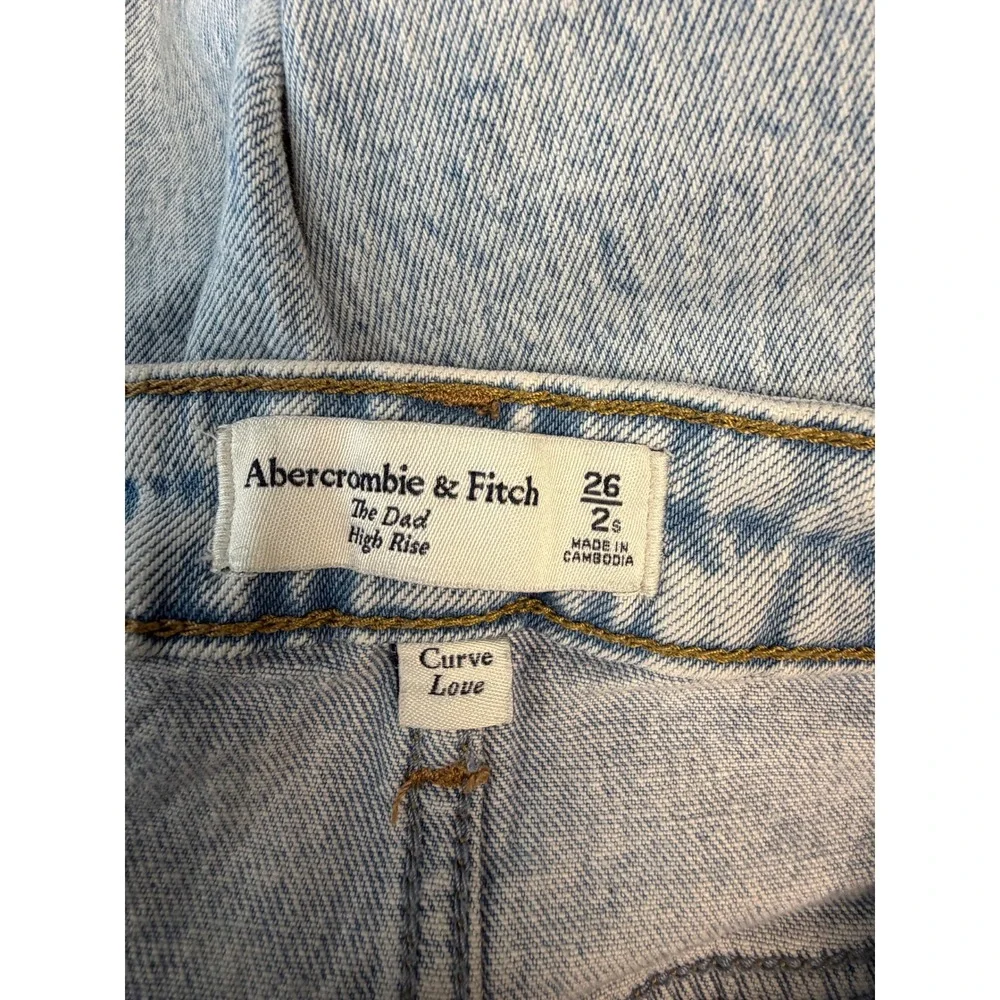 Abercrombie & Fitch
The Dad
High Rise
26
2s
MADE IN
CAMBODIA
Curve
Love